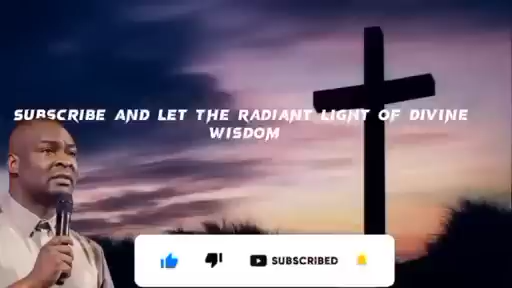 SUBSCRIBE AND LET THE RADIANT LIGHT OF DIVINE
WISDOM
SUBSCRIBED